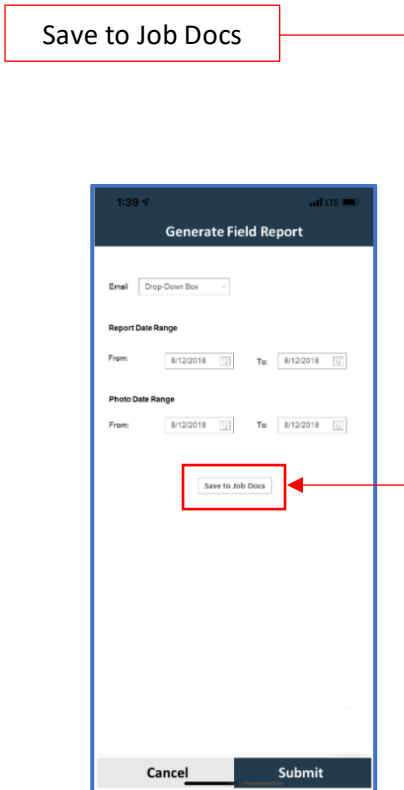 Save to Job Docs
1:39 LTE
Generate Field Report
Email Drop-Down Box
Report Date Range
From: 8/12/2018 To: 8/12/2018
Photo Date Range
From: 8/12/2018 To: 8/12/2018
Save to Job Docs
Cancel Submit